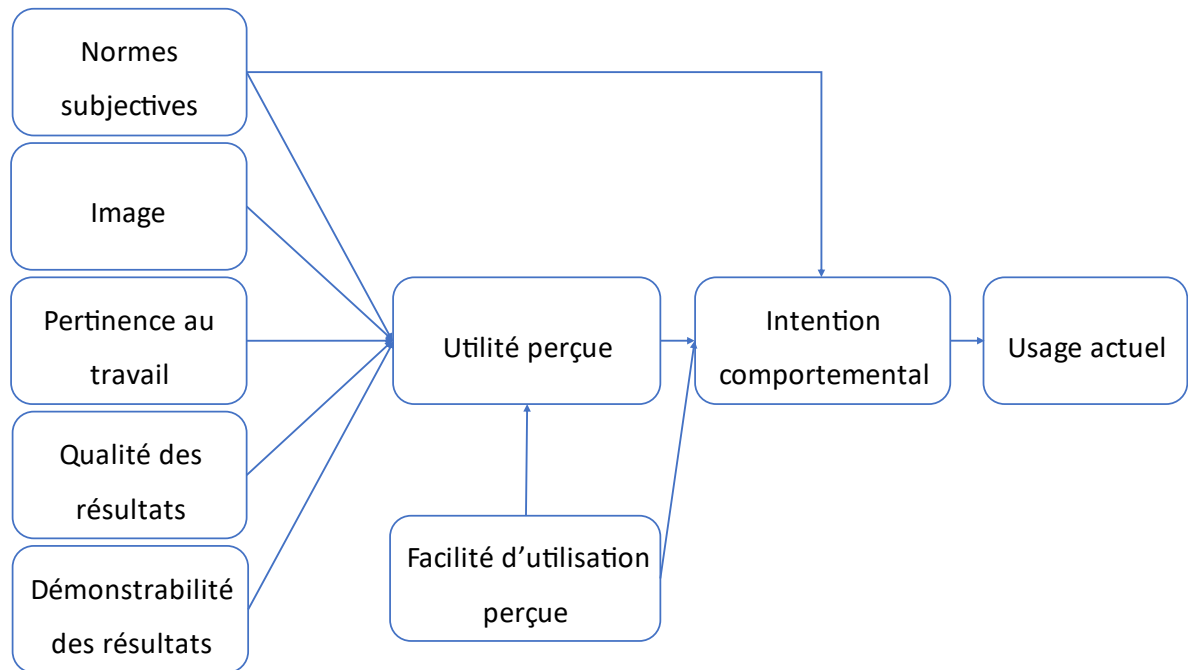 Normes
subjectives
Image
Pertinence au
travail
Qualité des
résultats
Démonstrabilité
des résultats
Utilité perçue
Facilité d’utilisation
perçue
Intention
comportemental
Usage actuel